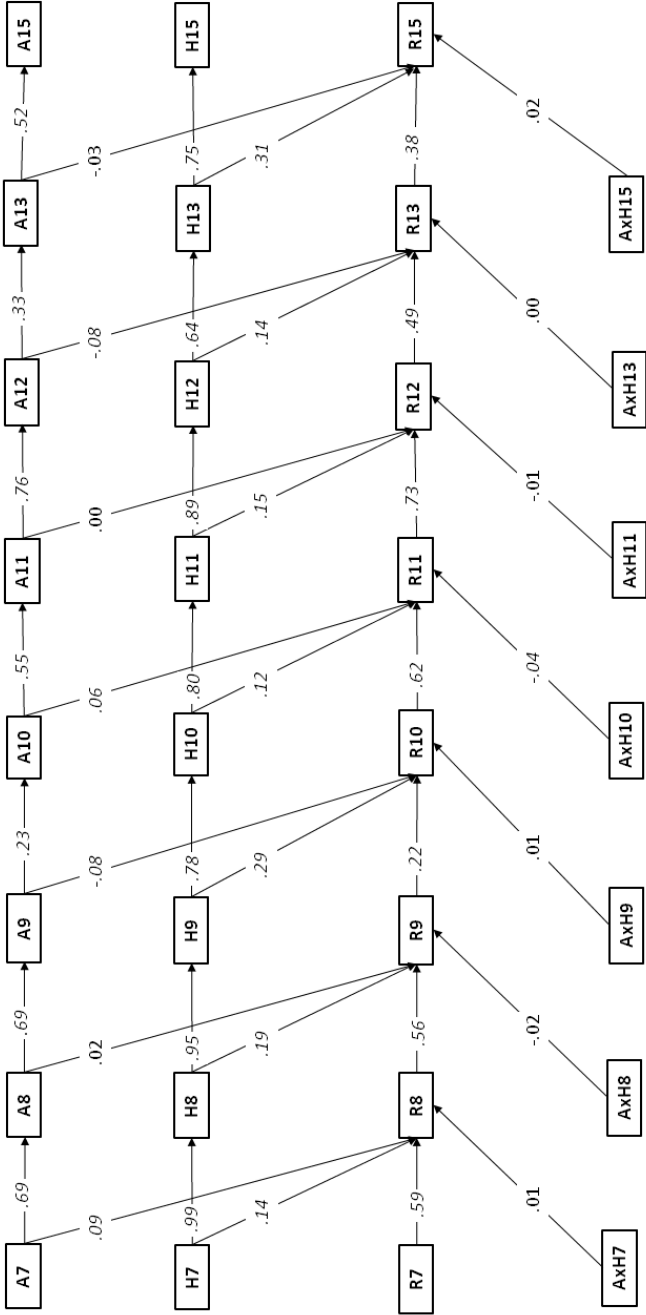 A7
.69
A8
.69
A9
.23
A10
.55
A11
.76
A12
.33
A13
.52
A15
.09
.02
-.08
.06
.00
-.08
-.03
H7
.99
H8
.95
H9
.78
H10
.80
H11
.89
H12
.64
H13
.75
H15
.14
.19
.29
.12
.15
.14
.31
R7
.59
R8
.56
R9
.22
R10
.62
R11
.73
R12
.49
R13
.38
R15
.01
-.02
.01
-.04
-.01
.00
.02
AxH7
AxH8
AxH9
AxH10
AxH11
AxH13
AxH15